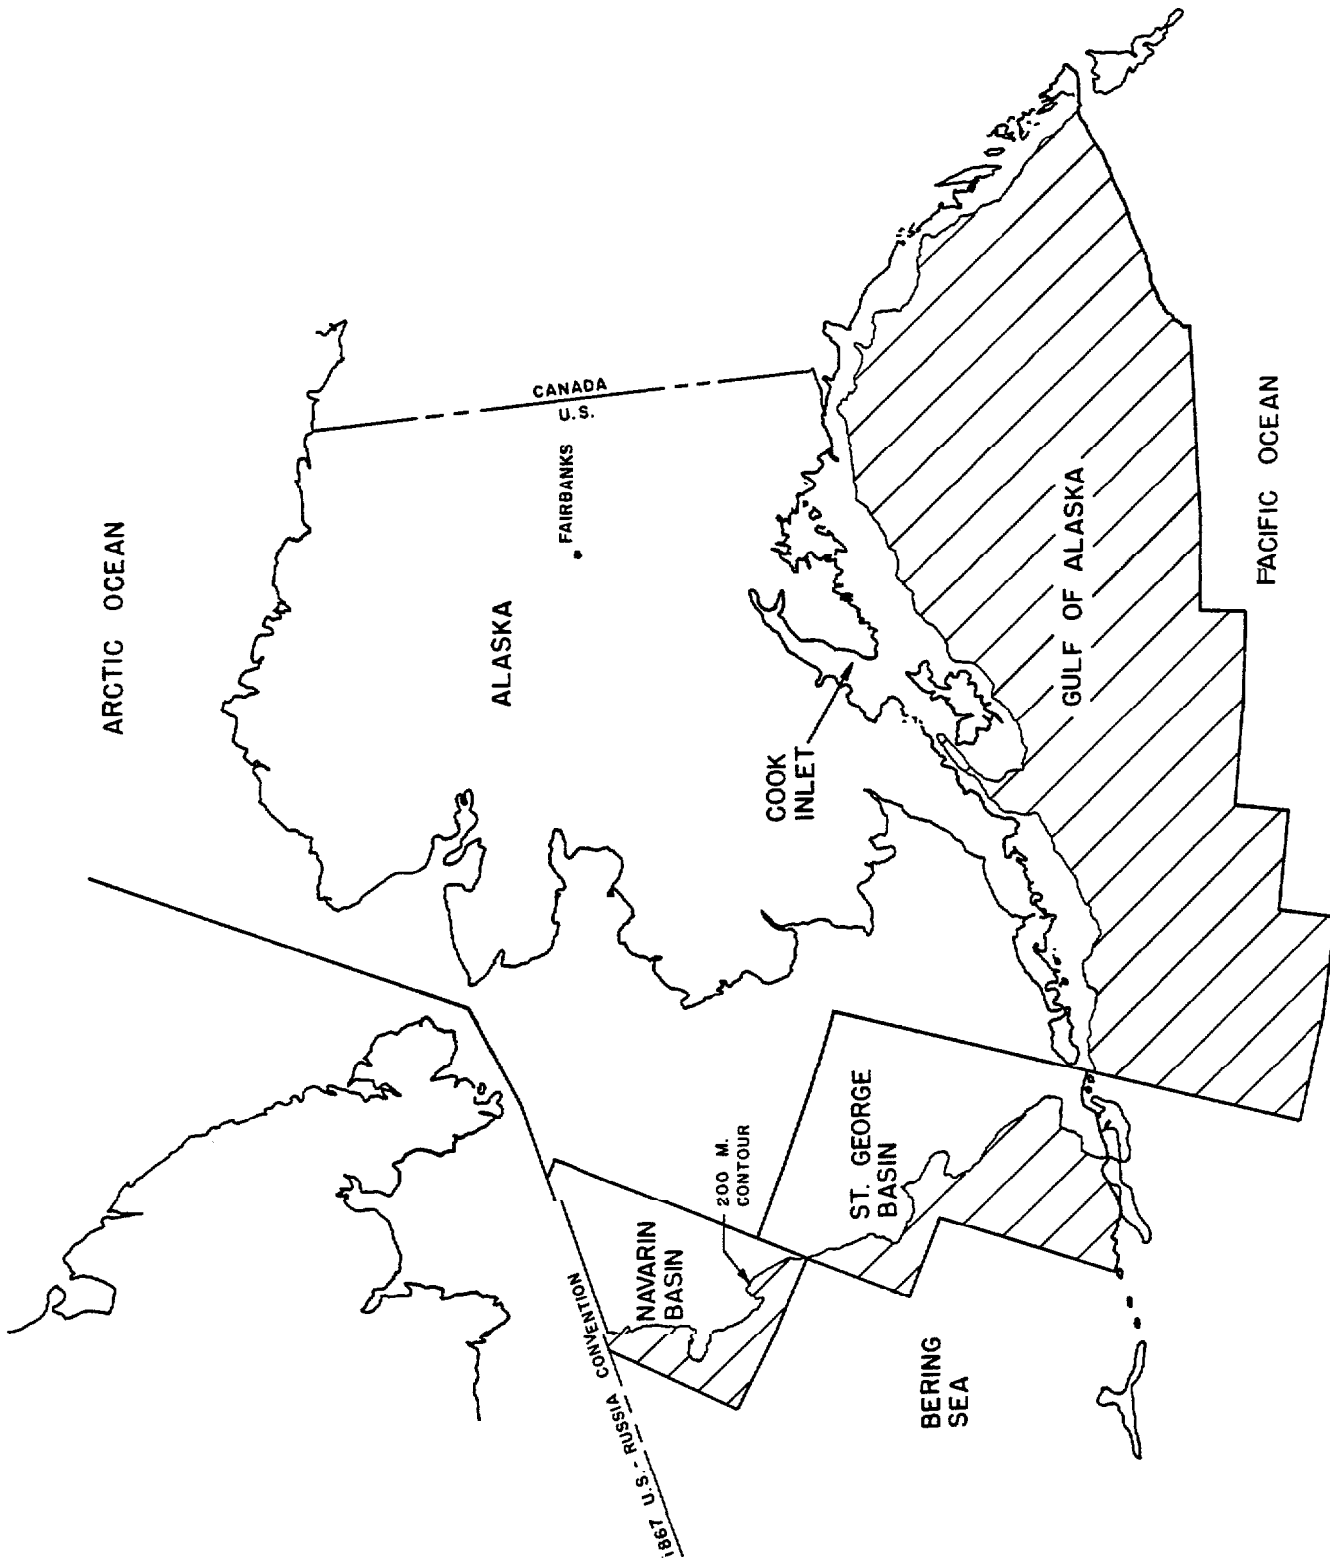 ARCTIC OCEAN
CANADA
U.S.
FAIRBANKS
ALASKA
COOK
INLET
GULF OF ALASKA
PACIFIC OCEAN
200 M.
CONTOUR
ST. GEORGE
BASIN
NAVARIN
BASIN
1867 U.S.-RUSSIA CONVENTION
BERING
SEA